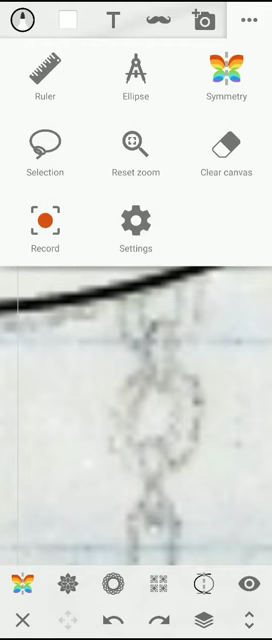 T
Ruler
Ellipse
Symmetry
Selection
Reset zoom
Clear canvas
Record
Settings